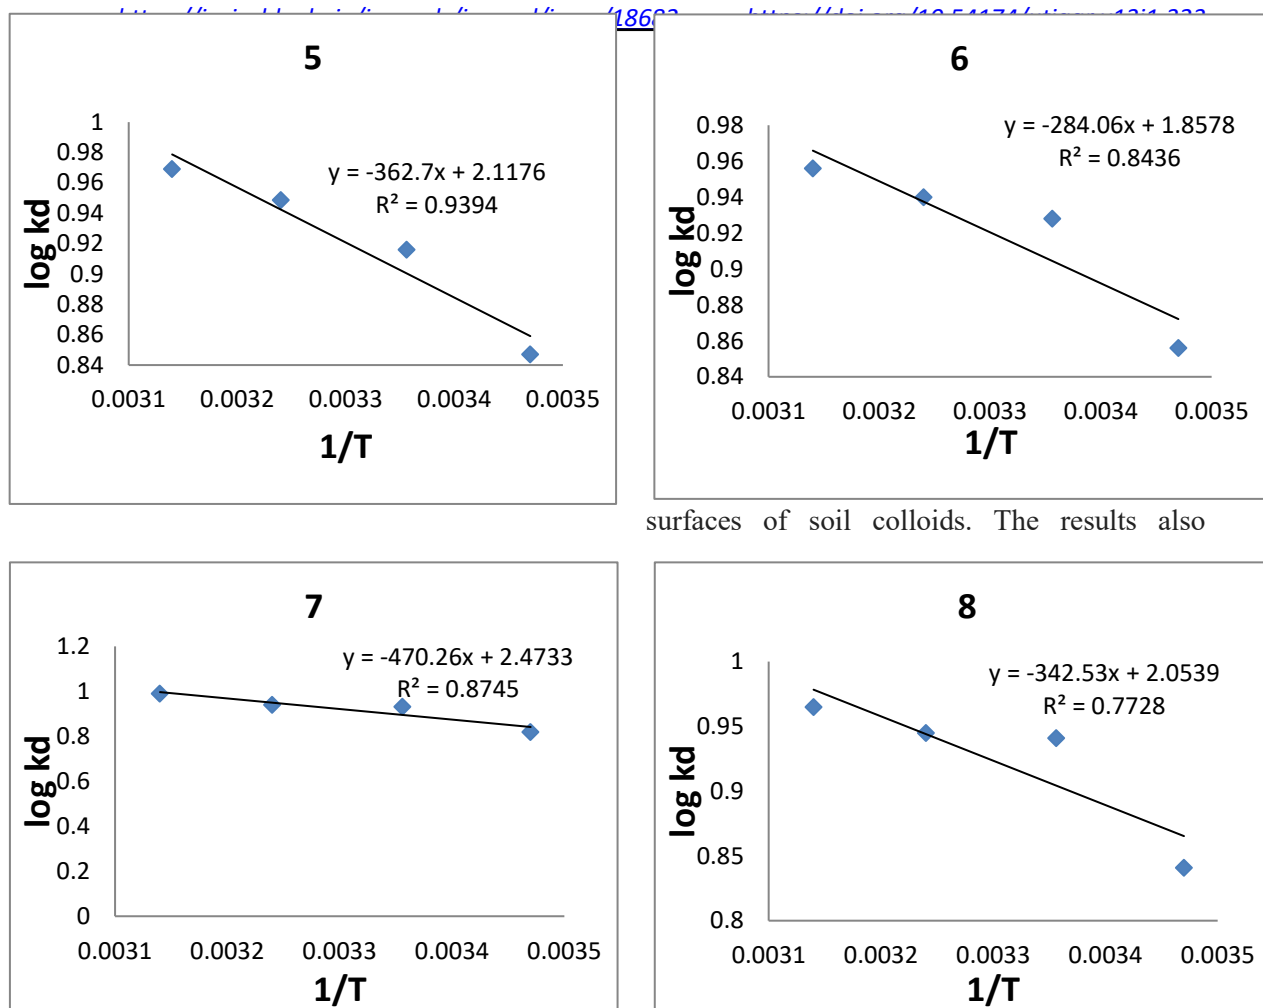 5
1
0.98
0.96
0.94
0.92
0.9
0.88
0.86
0.84
log kd
y = -362.7x + 2.1176
R² = 0.9394
0.0031 0.0032 0.0033 0.0034 0.0035
1/T
6
0.98
0.96
0.94
0.92
0.9
0.88
0.86
0.84
log kd
y = -284.06x + 1.8578
R² = 0.8436
0.0031 0.0032 0.0033 0.0034 0.0035
1/T
surfaces of soil colloids. The results also
7
1.2
1
0.8
0.6
0.4
0.2
0
log kd
y = -470.26x + 2.4733
R² = 0.8745
0.0031 0.0032 0.0033 0.0034 0.0035
1/T
8
1
0.95
0.9
0.85
0.8
log kd
y = -342.53x + 2.0539
R² = 0.7728
0.0031 0.0032 0.0033 0.0034 0.0035
1/T